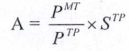 A = P^{MT} / P^{TP} × S^{TP}